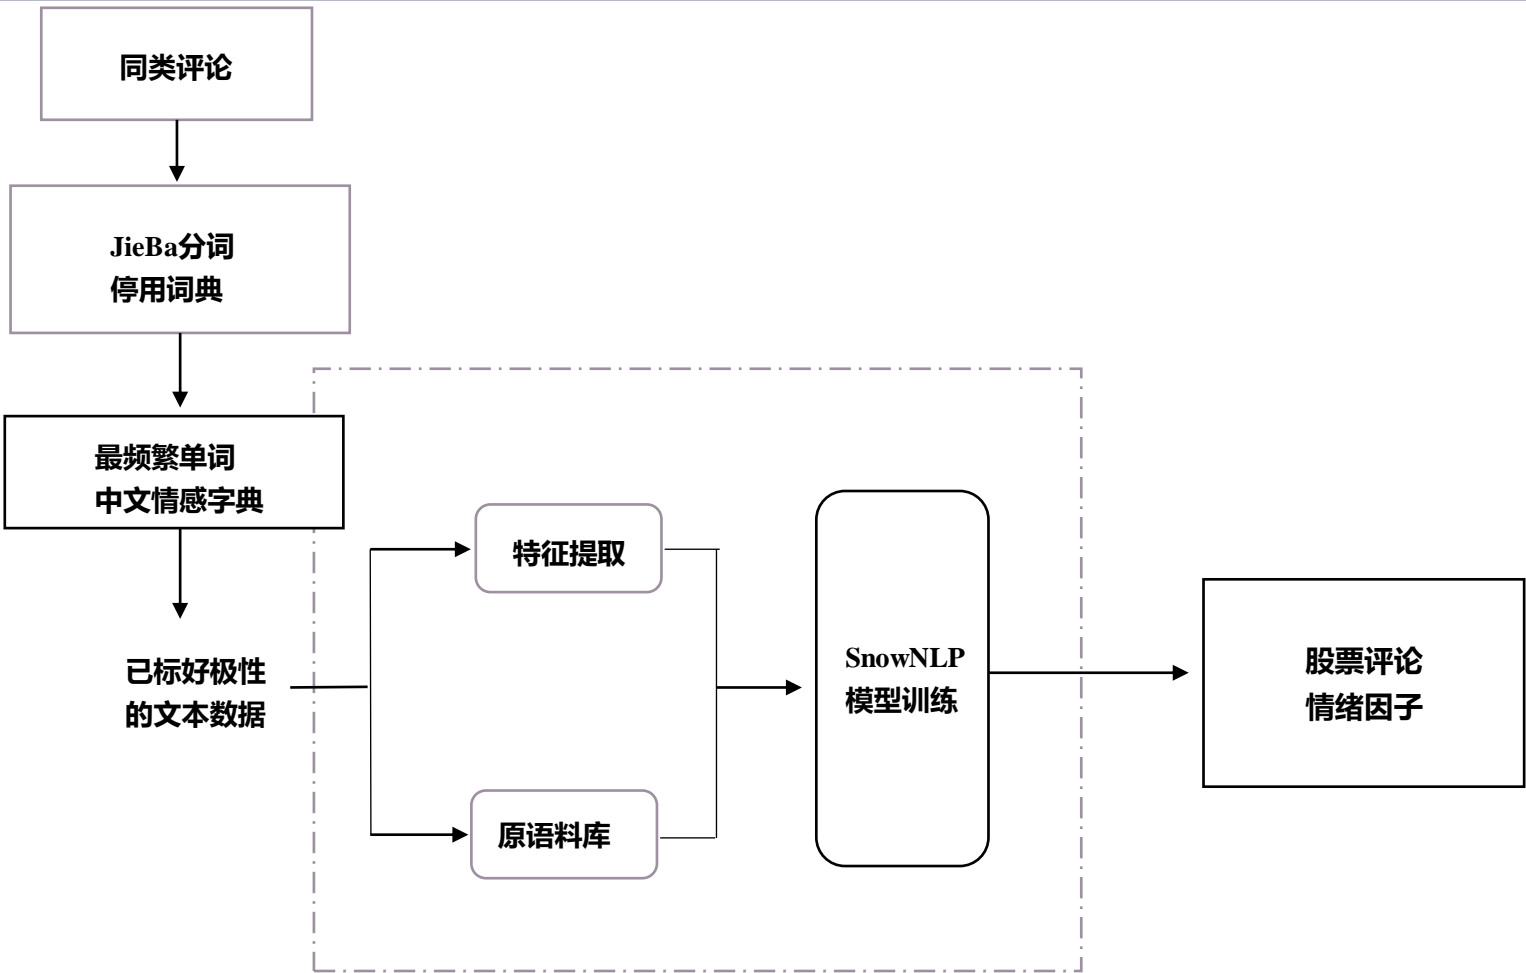 同类评论
JieBa分词
停用词典
最频繁单词
中文情感字典
已标好极性
的文本数据
特征提取
原语料库
SnowNLP
模型训练
股票评论
情绪因子